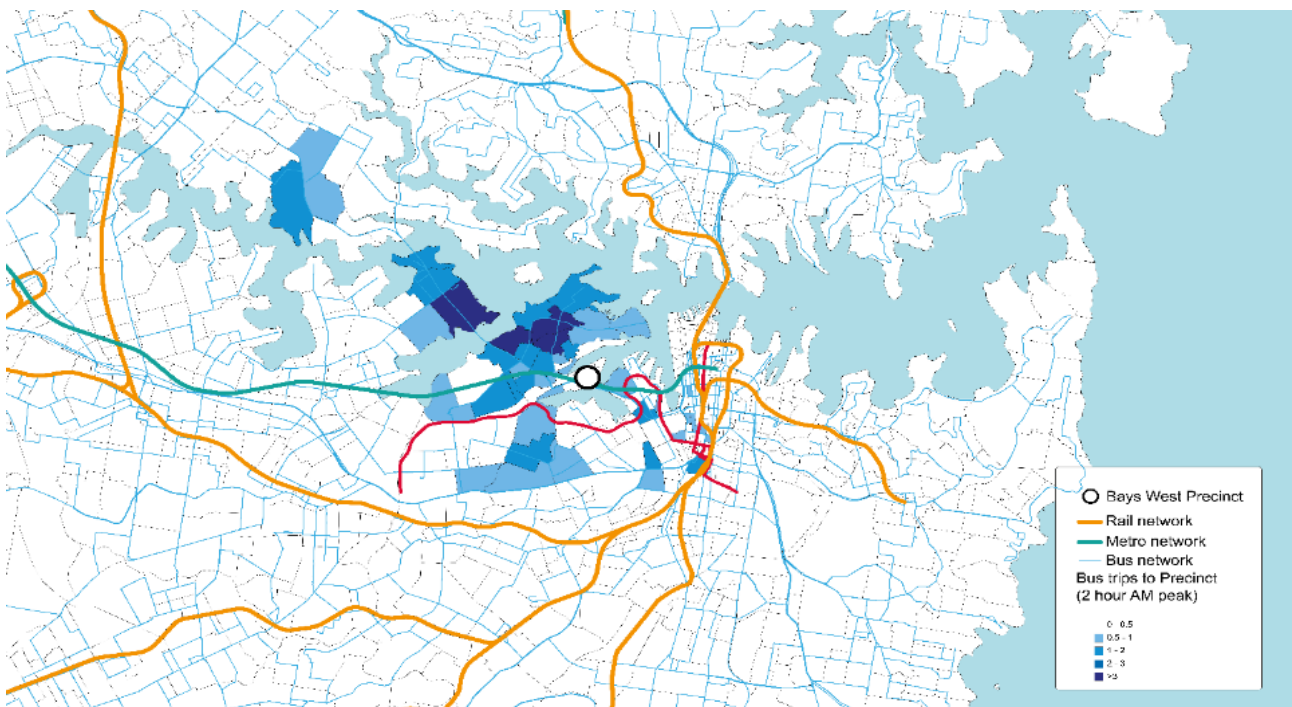 Bays West Precinct
Rail network
Metro network
Bus network
Bus trips to Precinct
(2 hour AM peak)
0 - 0.5
0.5 - 1
1 - 2
2 - 3
>3